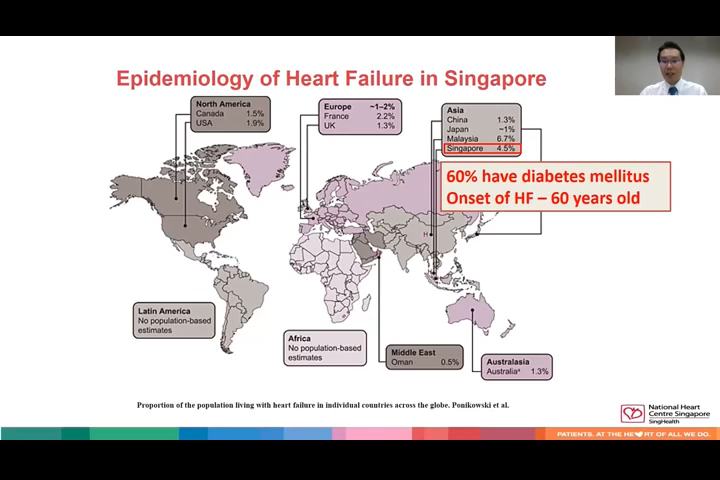 Epidemiology of Heart Failure in Singapore
North America
Canada 1.5%
USA 1.9%
Europe ~1–2%
France 2.2%
UK 1.3%
Asia
China 1.3%
Japan ~1%
Malaysia 6.7%
Singapore 4.5%
60% have diabetes mellitus
Onset of HF – 60 years old
H
Latin America
No population-based
estimates
Africa
No population-based
estimates
Middle East
Oman 0.5%
Australasia
Australiaᵃ 1.3%
Proportion of the population living with heart failure in individual countries across the globe. Ponikowski et al.
National Heart
Centre Singapore
SingHealth
PATIENTS. AT THE HE RT OF ALL WE DO.